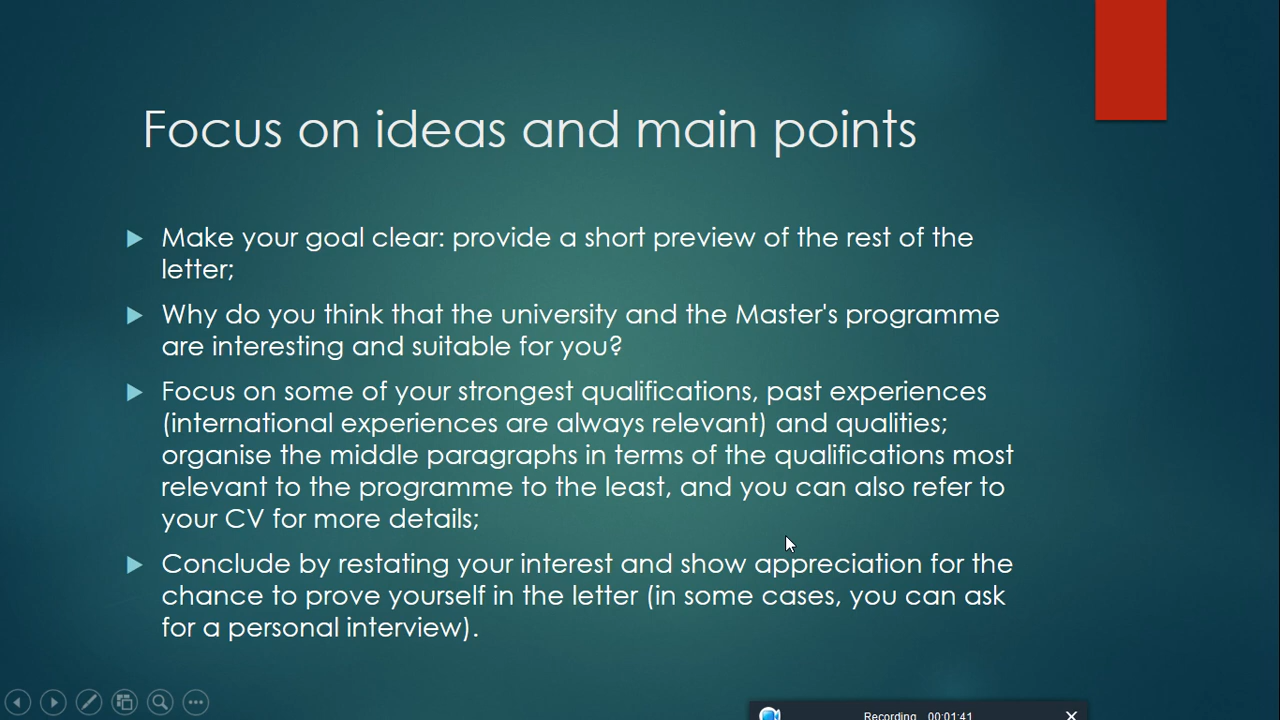 Focus on ideas and main points
Make your goal clear: provide a short preview of the rest of the
letter;
Why do you think that the university and the Master's programme
are interesting and suitable for you?
Focus on some of your strongest qualifications, past experiences
(international experiences are always relevant) and qualities;
organise the middle paragraphs in terms of the qualifications most
relevant to the programme to the least, and you can also refer to
your CV for more details;
Conclude by restating your interest and show appreciation for the
chance to prove yourself in the letter (in some cases, you can ask
for a personal interview).
Recording 00:01:41